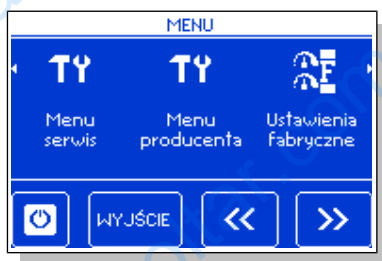 MENU
Menu serwis
Menu producenta
Ustawienia fabryczne
WYJŚCIE